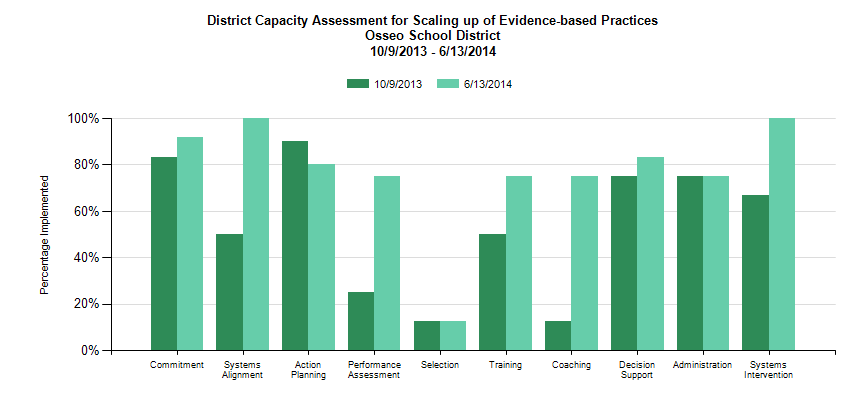 District Capacity Assessment for Scaling up of Evidence-based Practices
Osseo School District
10/9/2013 - 6/13/2014
10/9/2013 6/13/2014
Percentage Implemented
100%
80%
60%
40%
20%
0%
Commitment Systems Action Performance Selection Training Coaching Decision Administration Systems
Alignment Planning Assessment Support Intervention